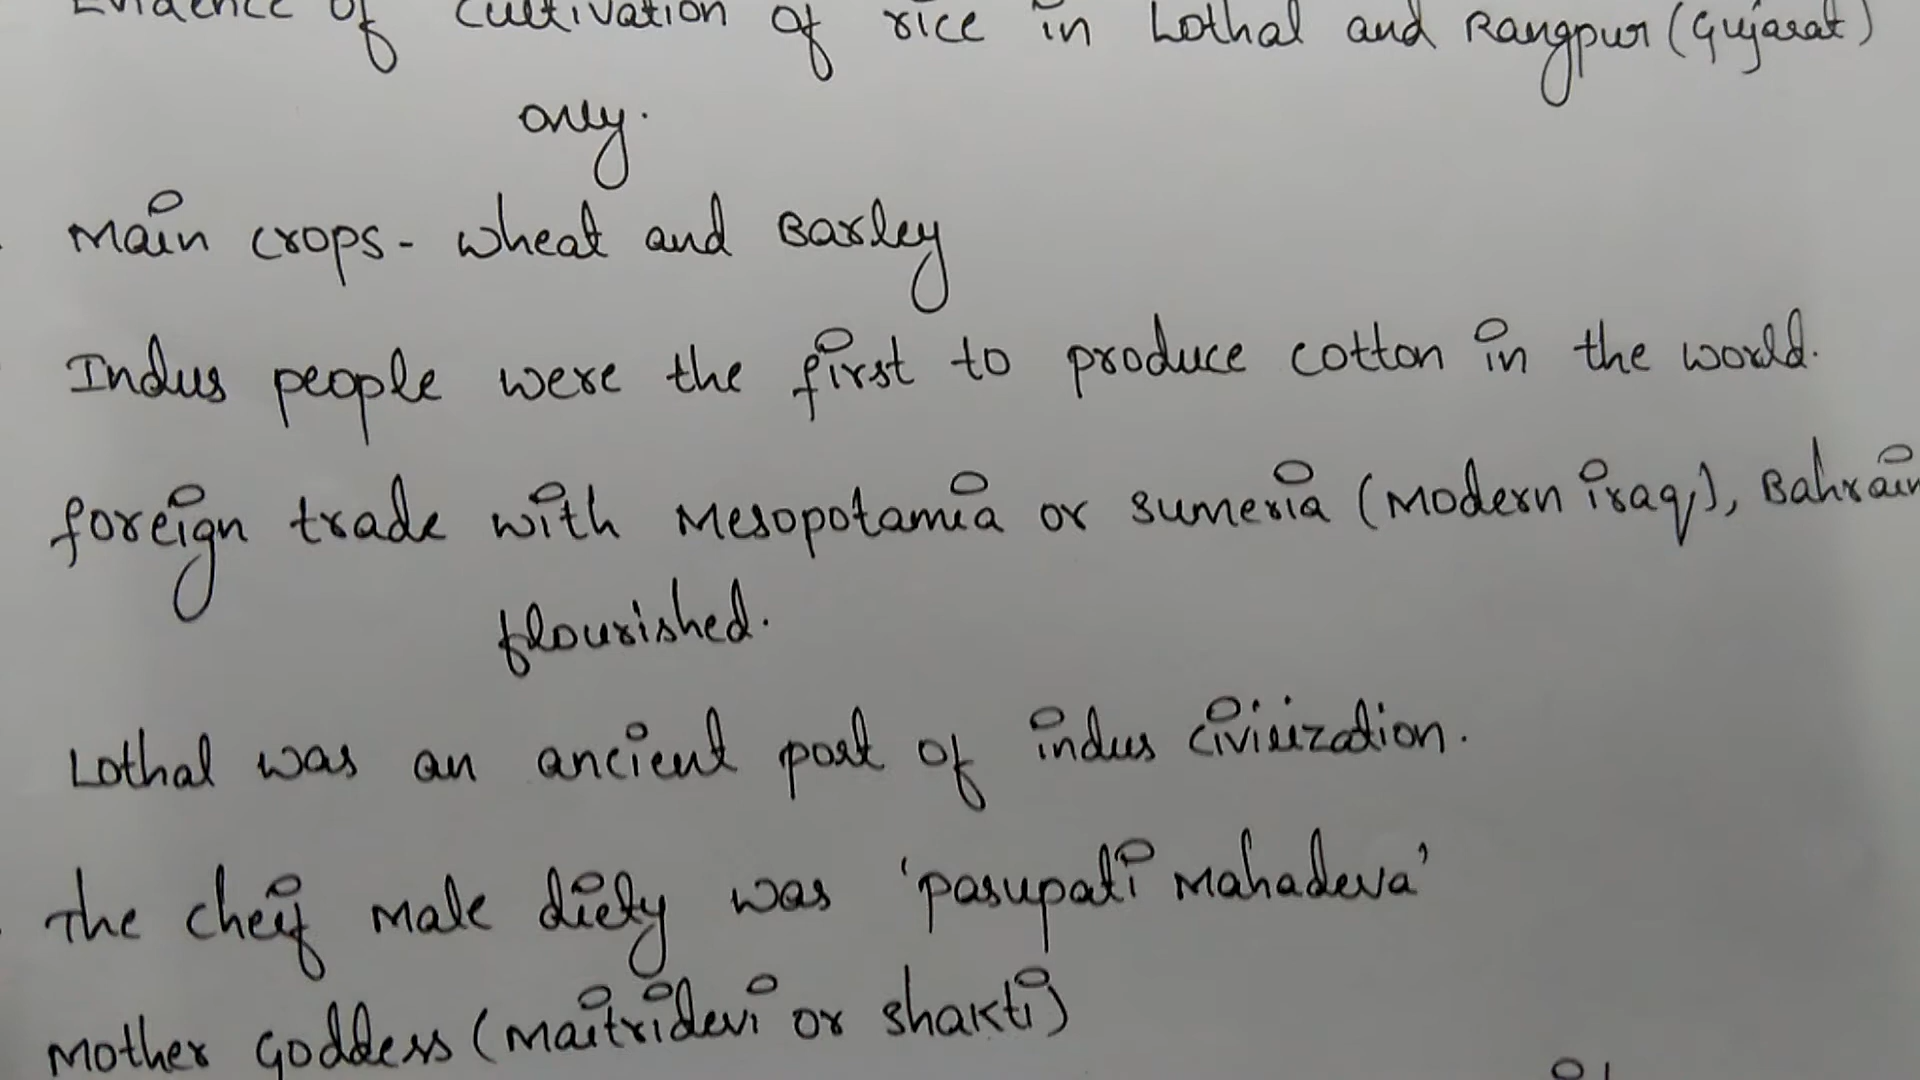 Evidence of cultivation of rice in Lothal and Rangpur (Gujarat)
only.
Main crops - wheat and Barley
Indus people were the first to produce cotton in the world.
foreign trade with Mesopotamia or sumeria (Modern iraq), Bahrain
flourished.
Lothal was an ancient port of indus civilization.
The cheif male diety was 'pasupati Mahadeva'
Mother Goddess (Maitridevi or shakti)